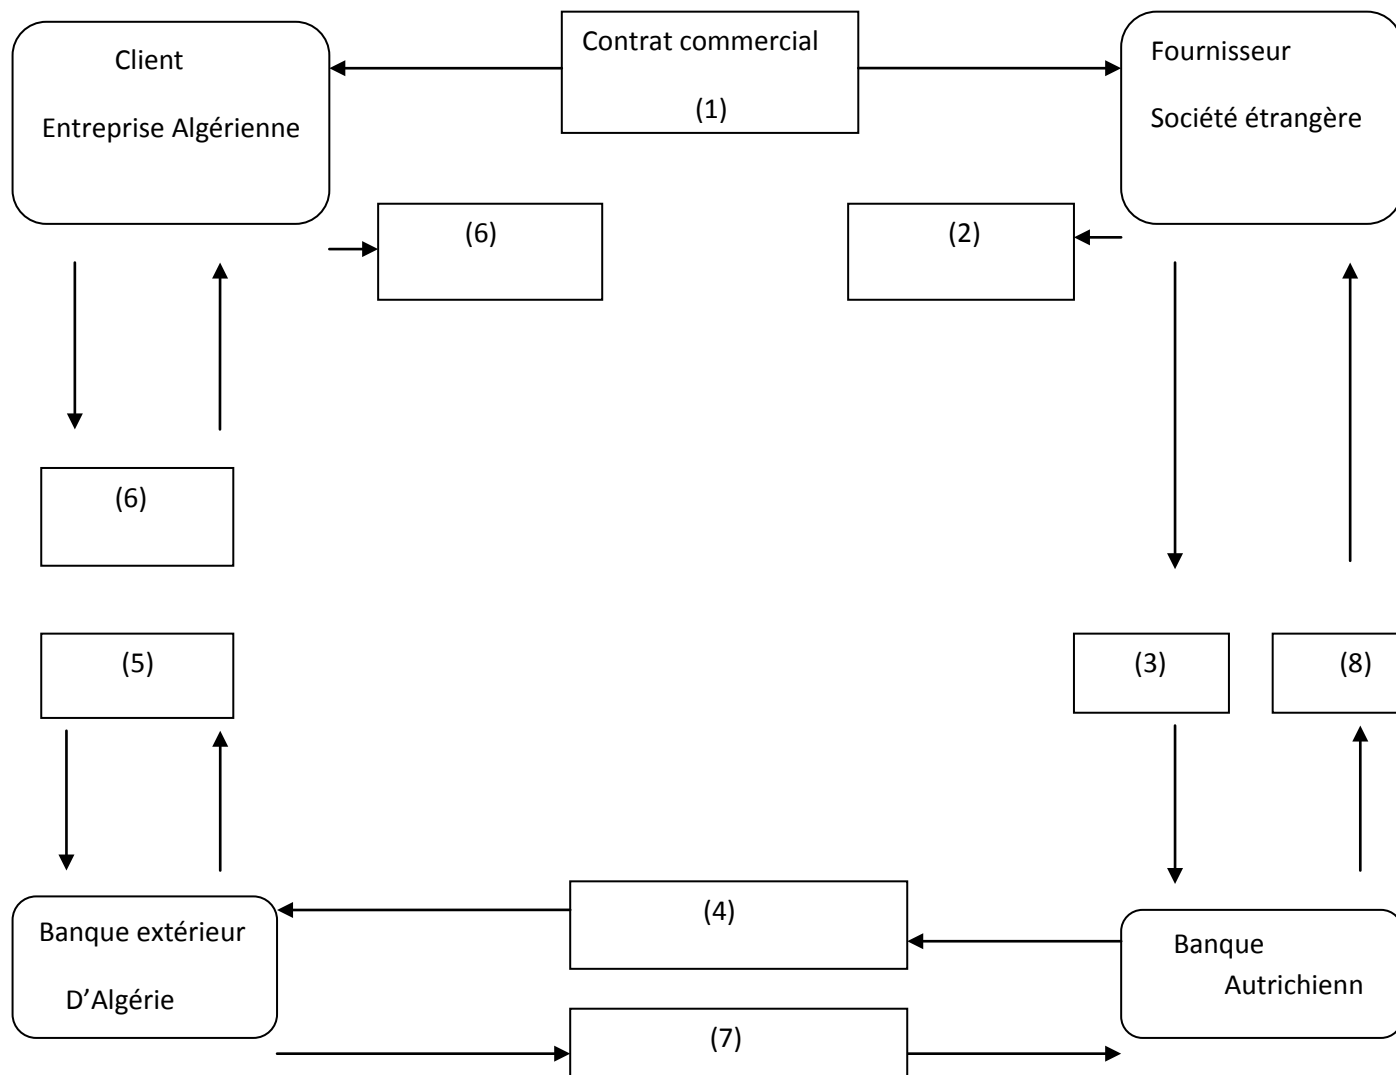 Client
Entreprise Algérienne
Contrat commercial
(1)
Fournisseur
Société étrangère
(6)
(2)
(6)
(5)
(3)
(8)
Banque extérieur
D’Algérie
(4)
(7)
Banque
Autrichienn